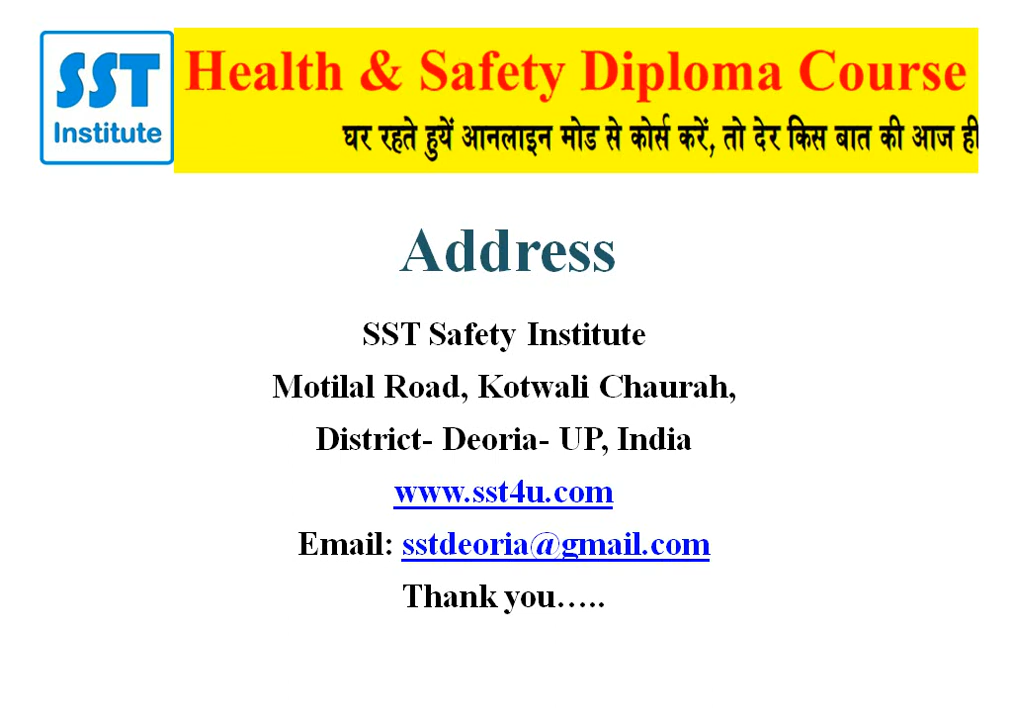 SST
Institute
Health & Safety Diploma Course
घर रहते हुयें आनलाइन मोड से कोर्स करें, तो देर किस बात की आज ही
Address
SST Safety Institute
Motilal Road, Kotwali Chaurah,
District- Deoria- UP, India
www.sst4u.com
Email: sstdeoria@gmail.com
Thank you…..